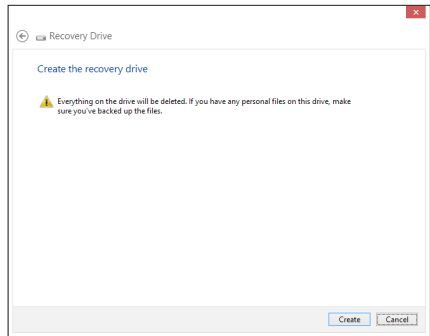 Recovery Drive
Create the recovery drive
Everything on the drive will be deleted. If you have any personal files on this drive, make
sure you've backed up the files.
Create Cancel